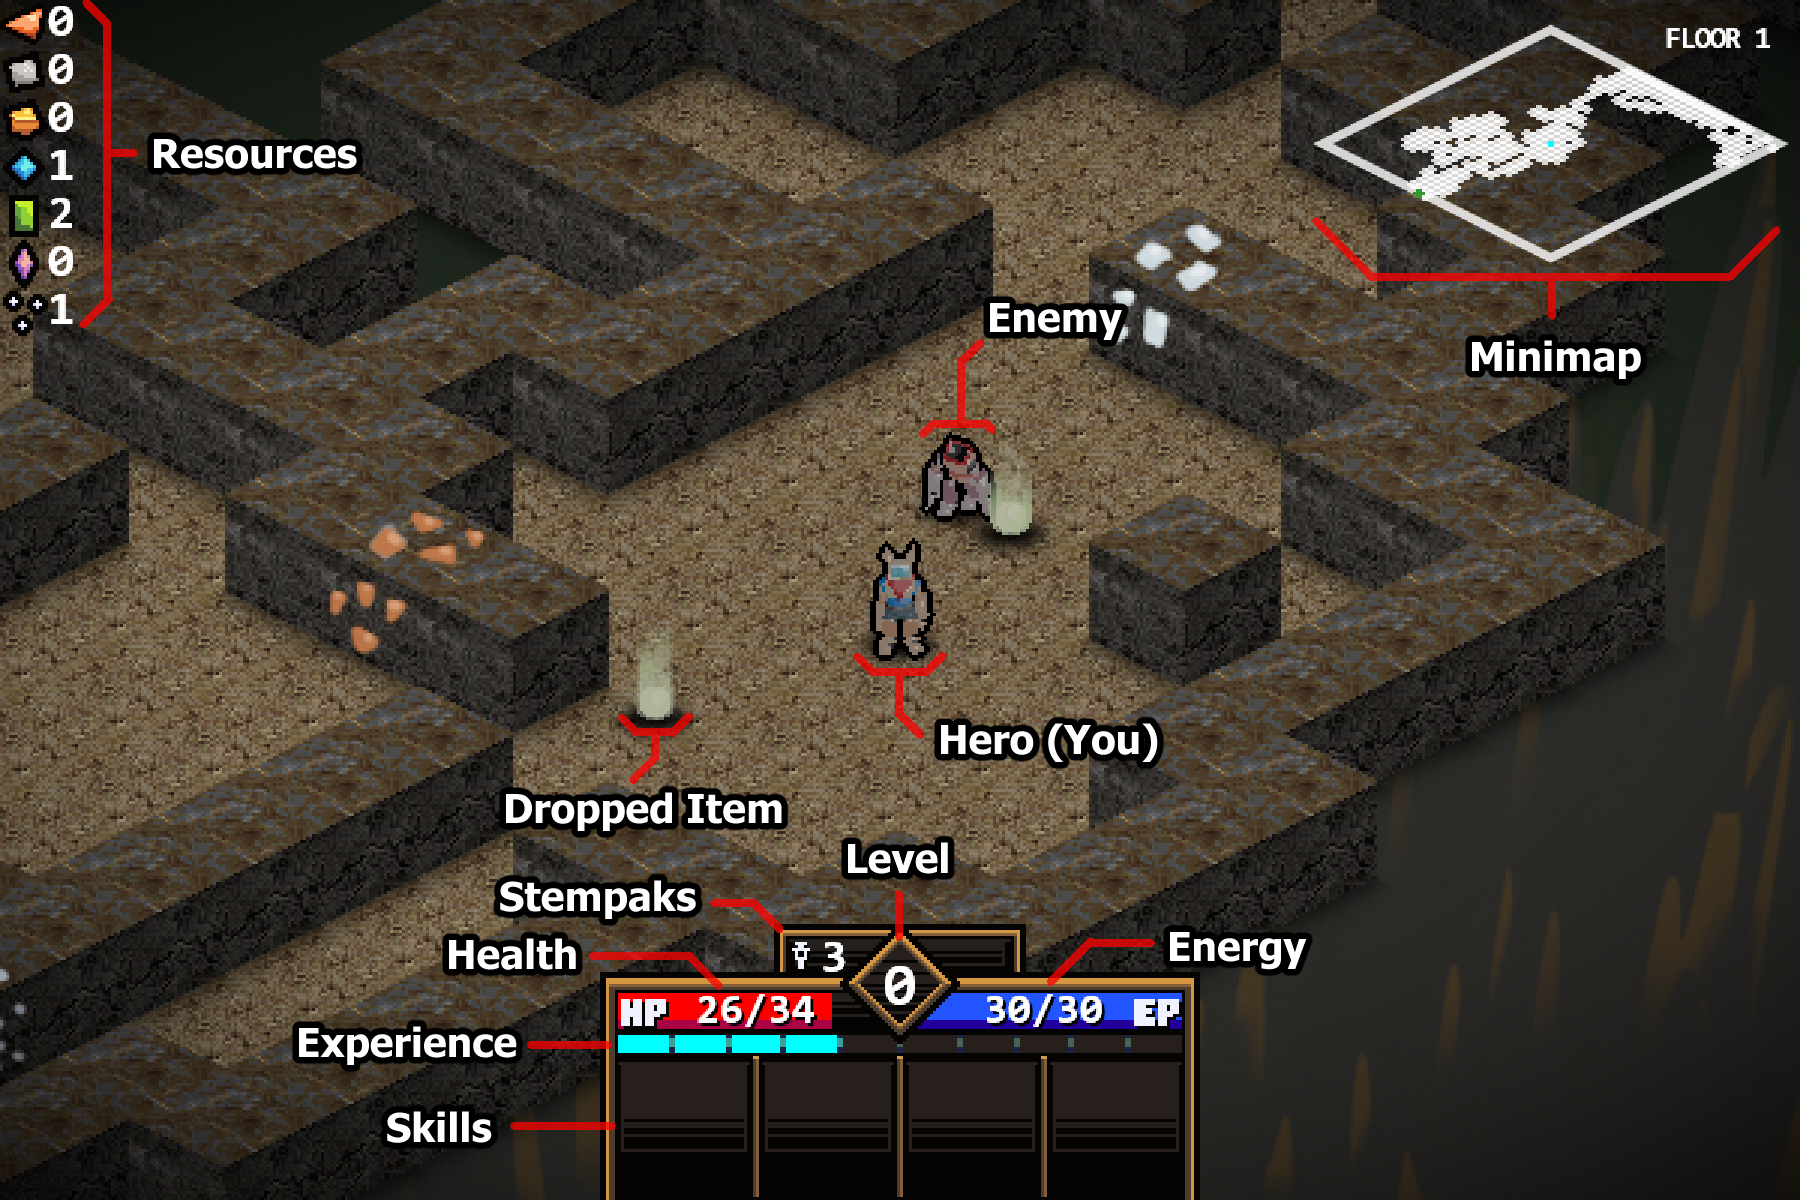 0
FLOOR 1
0
0
Resources
1
2
0
1
Enemy
Minimap
Hero (You)
Dropped Item
Level
Stempaks
Health
3
0
Energy
HP 26/34
30/30 EP
Experience
Skills